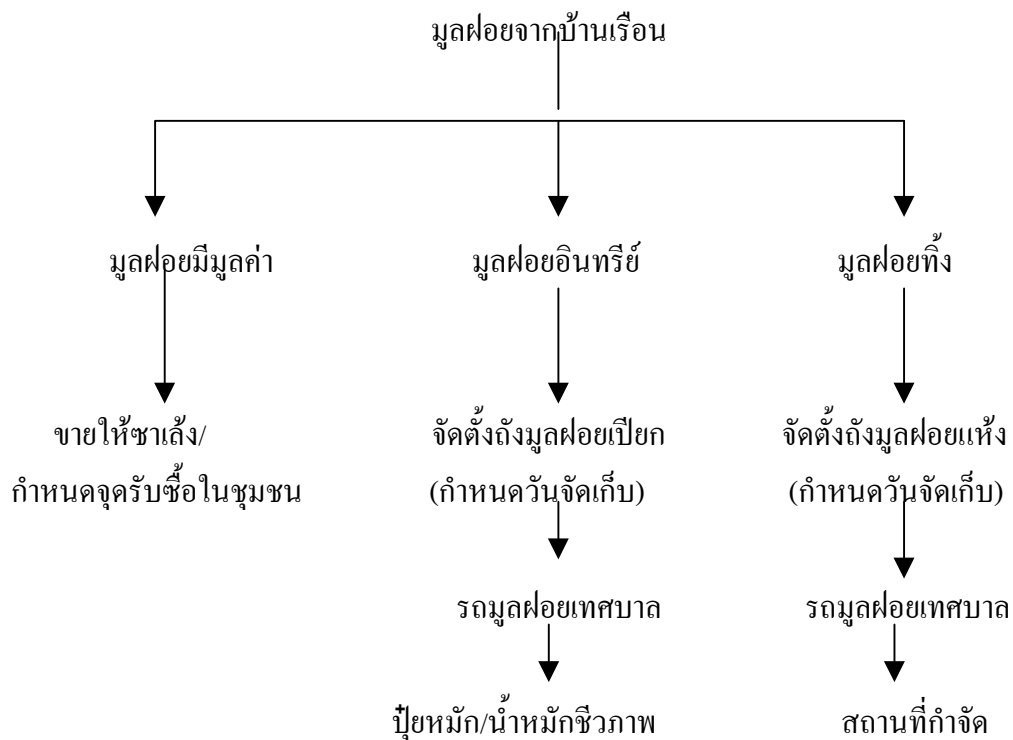 มูลฝอยจากบ้านเรือน
มูลฝอยมีมูลค่า
มูลฝอยอินทรีย์
มูลฝอยทิ้ง
ขายให้ซาเล้ง/
กำหนดจุดรับซื้อในชุมชน
จัดตั้งถังมูลฝอยเปียก
(กำหนดวันจัดเก็บ)
จัดตั้งถังมูลฝอยแห้ง
(กำหนดวันจัดเก็บ)
รถมูลฝอยเทศบาล
รถมูลฝอยเทศบาล
ปุ๋ยหมัก/น้ำหมักชีวภาพ
สถานที่กำจัด